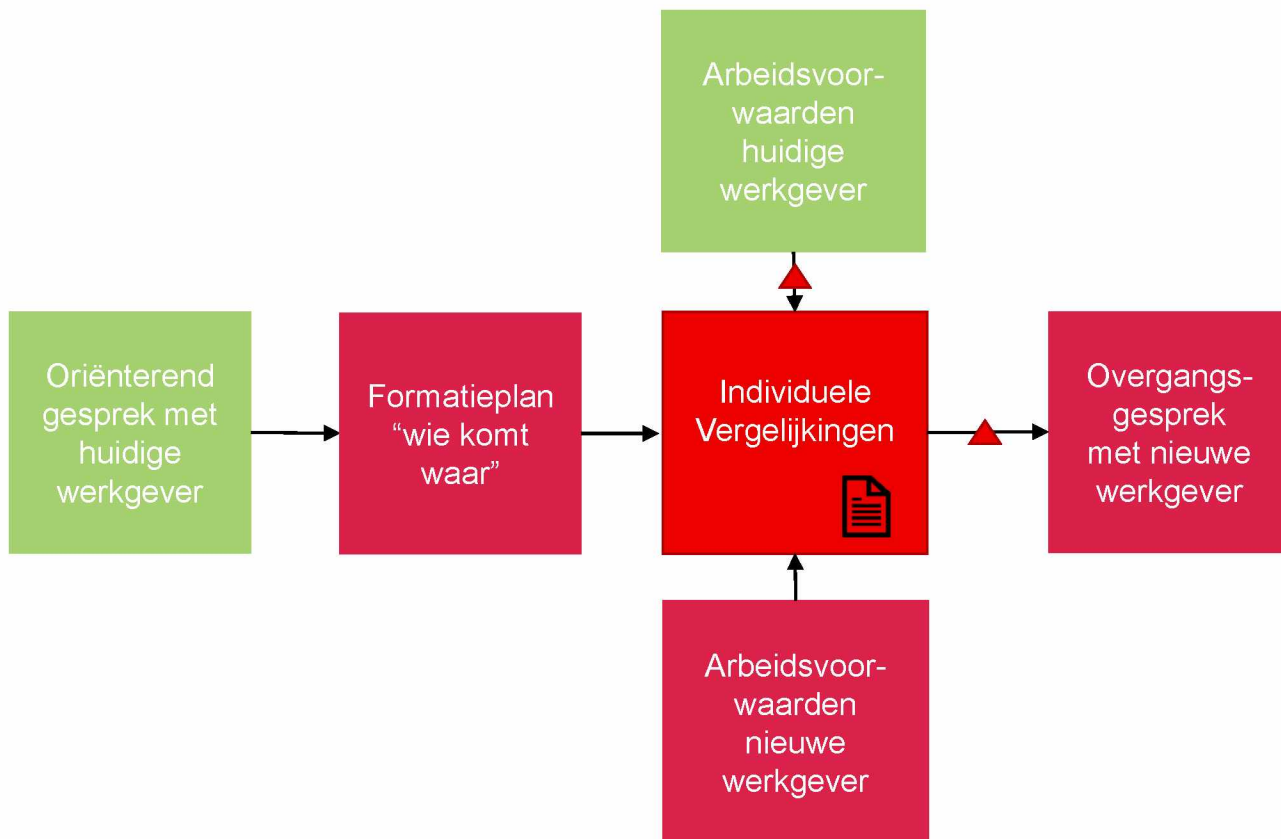 Arbeidsvoor-
waarden
huidige
werkgever
Oriënterend
gesprek met
huidige
werkgever
Formatieplan
“wie komt
waar”
Individuele
Vergelijkingen
Overgangs-
gesprek
met nieuwe
werkgever
Arbeidsvoor-
waarden
nieuwe
werkgever